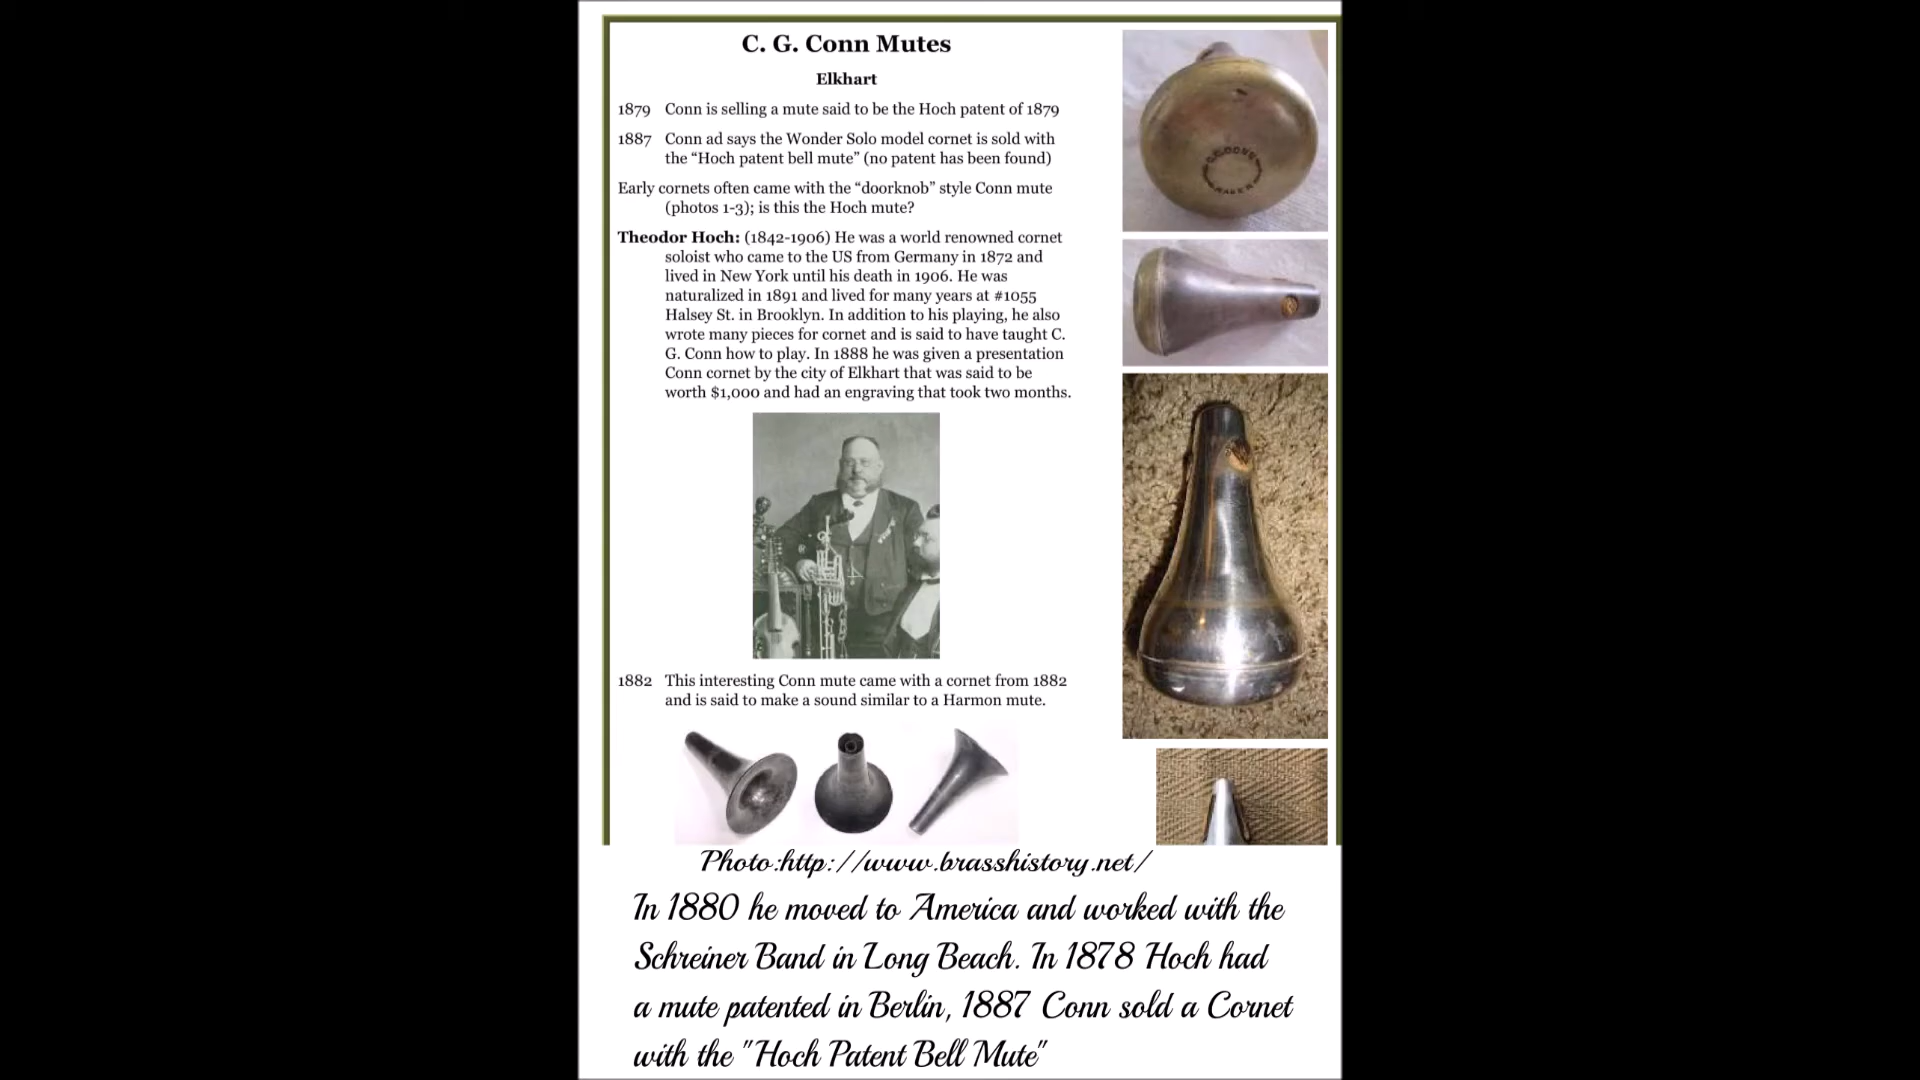 C. G. Conn Mutes
Elkhart
1879 Conn is selling a mute said to be the Hoch patent of 1879
1887 Conn ad says the Wonder Solo model cornet is sold with
the “Hoch patent bell mute” (no patent has been found)
Early cornets often came with the “doorknob” style Conn mute
(photos 1-3); is this the Hoch mute?
Theodor Hoch: (1842-1906) He was a world renowned cornet
soloist who came to the US from Germany in 1872 and
lived in New York until his death in 1906. He was
naturalized in 1891 and lived for many years at #1055
Halsey St. in Brooklyn. In addition to his playing, he also
wrote many pieces for cornet and is said to have taught C.
G. Conn how to play. In 1888 he was given a presentation
Conn cornet by the city of Elkhart that was said to be
worth $1,000 and had an engraving that took two months.
1882 This interesting Conn mute came with a cornet from 1882
and is said to make a sound similar to a Harmon mute.
C.G. CONN
MAKER
Photo:http://www.brasshistory.net/
In 1880 he moved to America and worked with the
Schreiner Band in Long Beach. In 1878 Hoch had
a mute patented in Berlin, 1887 Conn sold a Cornet
with the "Hoch Patent Bell Mute"